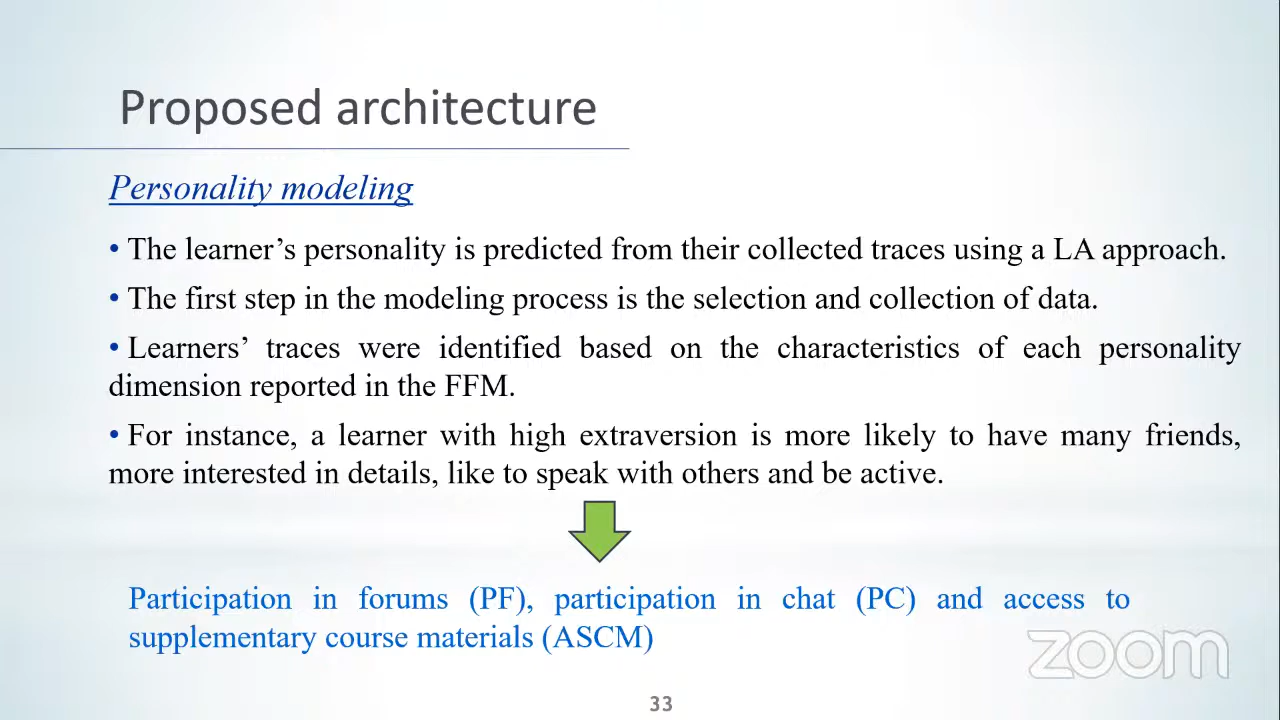 Proposed architecture
Personality modeling
• The learner’s personality is predicted from their collected traces using a LA approach.
• The first step in the modeling process is the selection and collection of data.
• Learners’ traces were identified based on the characteristics of each personality
dimension reported in the FFM.
• For instance, a learner with high extraversion is more likely to have many friends,
more interested in details, like to speak with others and be active.
Participation in forums (PF), participation in chat (PC) and access to
supplementary course materials (ASCM)
zoom
33